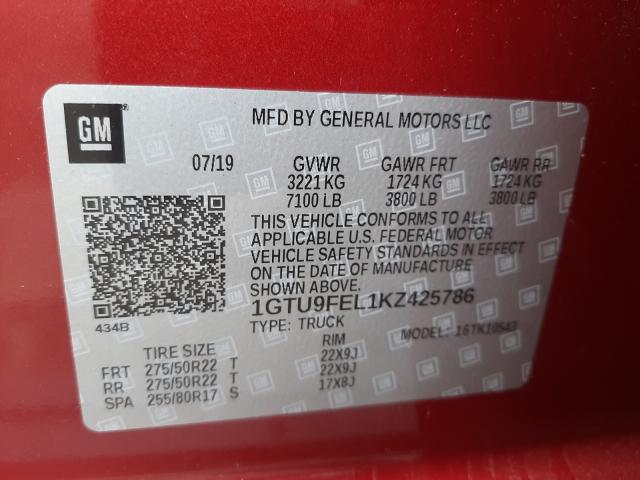 GM
MFD BY GENERAL MOTORS LLC
07/19 GVWR GAWR FRT GAWR RR
3221 KG 1724 KG 1724 KG
7100 LB 3800 LB 3800 LB
THIS VEHICLE CONFORMS TO ALL
APPLICABLE U.S. FEDERAL MOTOR
VEHICLE SAFETY STANDARDS IN EFFECT
ON THE DATE OF MANUFACTURE
1GTU9FEL1KZ425786
434B
TYPE: TRUCK MODEL: 16TK10543
TIRE SIZE RIM
FRT 275/50R22 T 22X9J
RR 275/50R22 T 22X9J
SPA 255/80R17 S 17X8J